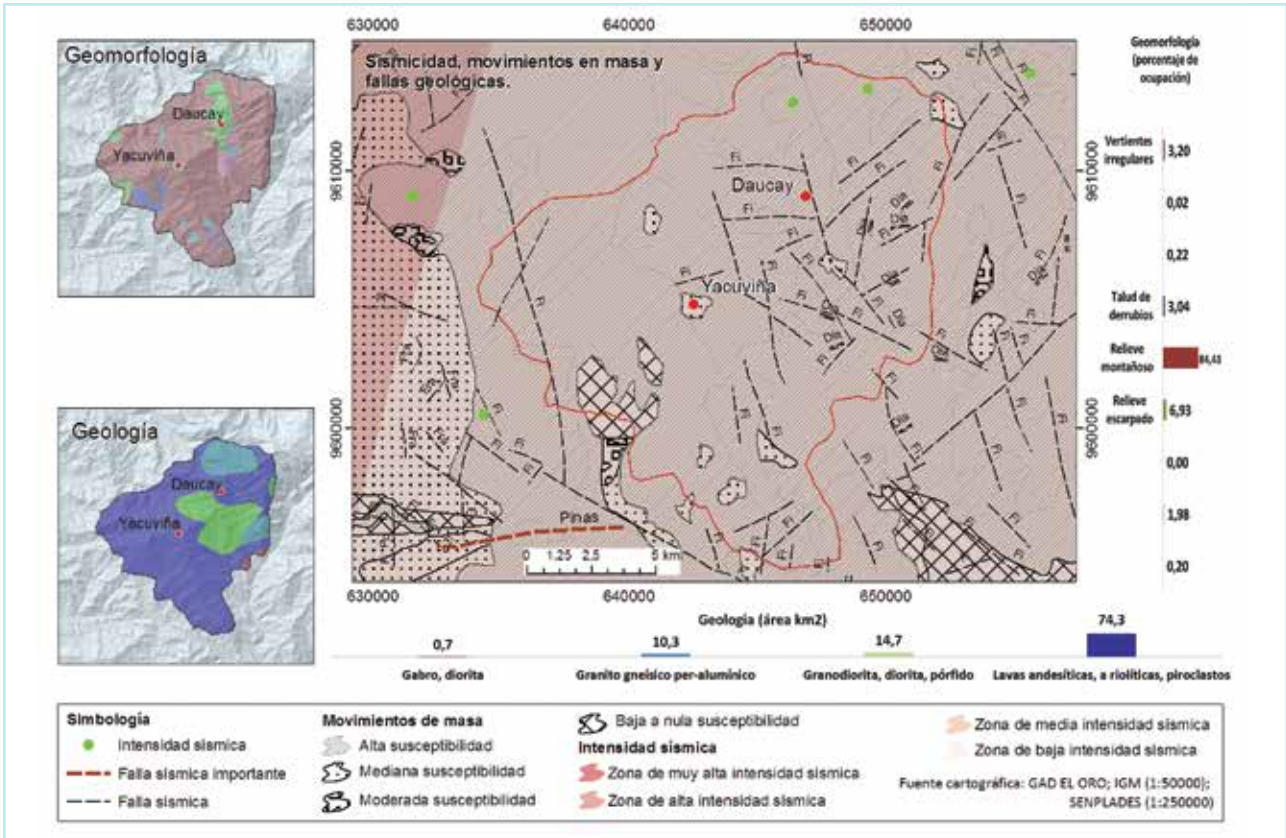 Geomorfología
Daucay
Yacuviña
Geología
Daucay
Yacuviña
630000
640000
650000
Sismicidad, movimientos en masa y
fallas geológicas.
9610000
9600000
Daucay
Yacuviña
Pinas
0 1.25 2.5 5 km
9610000
9600000
630000
640000
650000
Geomorfología
(porcentaje de
ocupación)
Vertientes
irregulares
3,20
0,02
0,22
Talud de
derrubios
3,04
Relieve
montañoso
84,41
Relieve
escarpado
6,93
0,00
1,98
0,20
Geología (área km2)
0,7
10,3
14,7
74,3
Gabro, diorita
Granito gneísico per-alumínico
Granodiorita, diorita, pórfido
Lavas andesíticas, a riolíticas, piroclastos
Simbología
Intensidad sísmica
Falla sísmica importante
Falla sísmica
Movimientos de masa
Alta susceptibilidad
Mediana susceptibilidad
Moderada susceptibilidad
Baja a nula susceptibilidad
Intensidad sísmica
Zona de muy alta intensidad sísmica
Zona de alta intensidad sísmica
Zona de media intensidad sísmica
Zona de baja intensidad sísmica
Fuente cartográfica: GAD EL ORO; IGM (1:50000);
SENPLADES (1:250000)